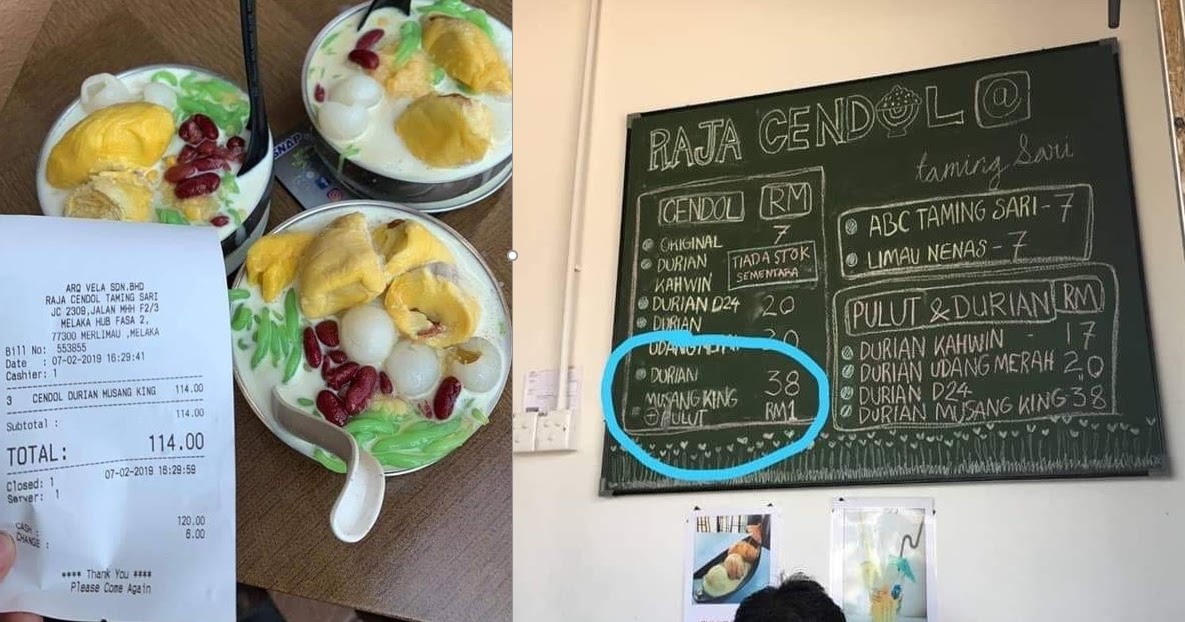 SNAP
ARQ VELA SDN.BHD
RAJA CENDOL TAMING SARI
JC 2309,JALAN MHH F2/3
MELAKA HUB FASA 2,
77300 MERLIMAU ,MELAKA
Bill No: 553855
Date : 07-02-2019 16:29:41
Cashier: 1
3 CENDOL DURIAN MUSANG KING 114.00
Subtotal : 114.00
TOTAL: 114.00
Closed: 1 07-02-2019 16:29:59
Server: 1
CASH : 120.00
CHANGE : 6.00
**** Thank You ****
Please Come Again
RAJA CENDOL @
taming Sari
CENDOL RM
ORIGINAL 7
DURIAN KAHWIN TIADA STOK SEMENTARA
DURIAN D24 20
DURIAN
UDANG MERAH 20
DURIAN
MUSANG KING 38
+ PULUT RM1
ABC TAMING SARI - 7
LIMAU NENAS - 7
PULUT & DURIAN RM
DURIAN KAHWIN - 17
DURIAN UDANG MERAH 20
DURIAN D24
DURIAN MUSANG KING 38